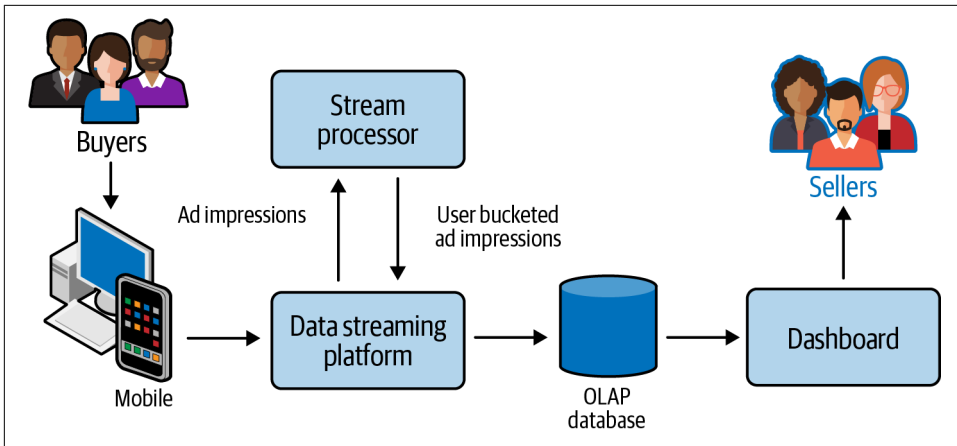 Buyers
Stream
processor
Sellers
Ad impressions
User bucketed
ad impressions
Mobile
Data streaming
platform
OLAP
database
Dashboard